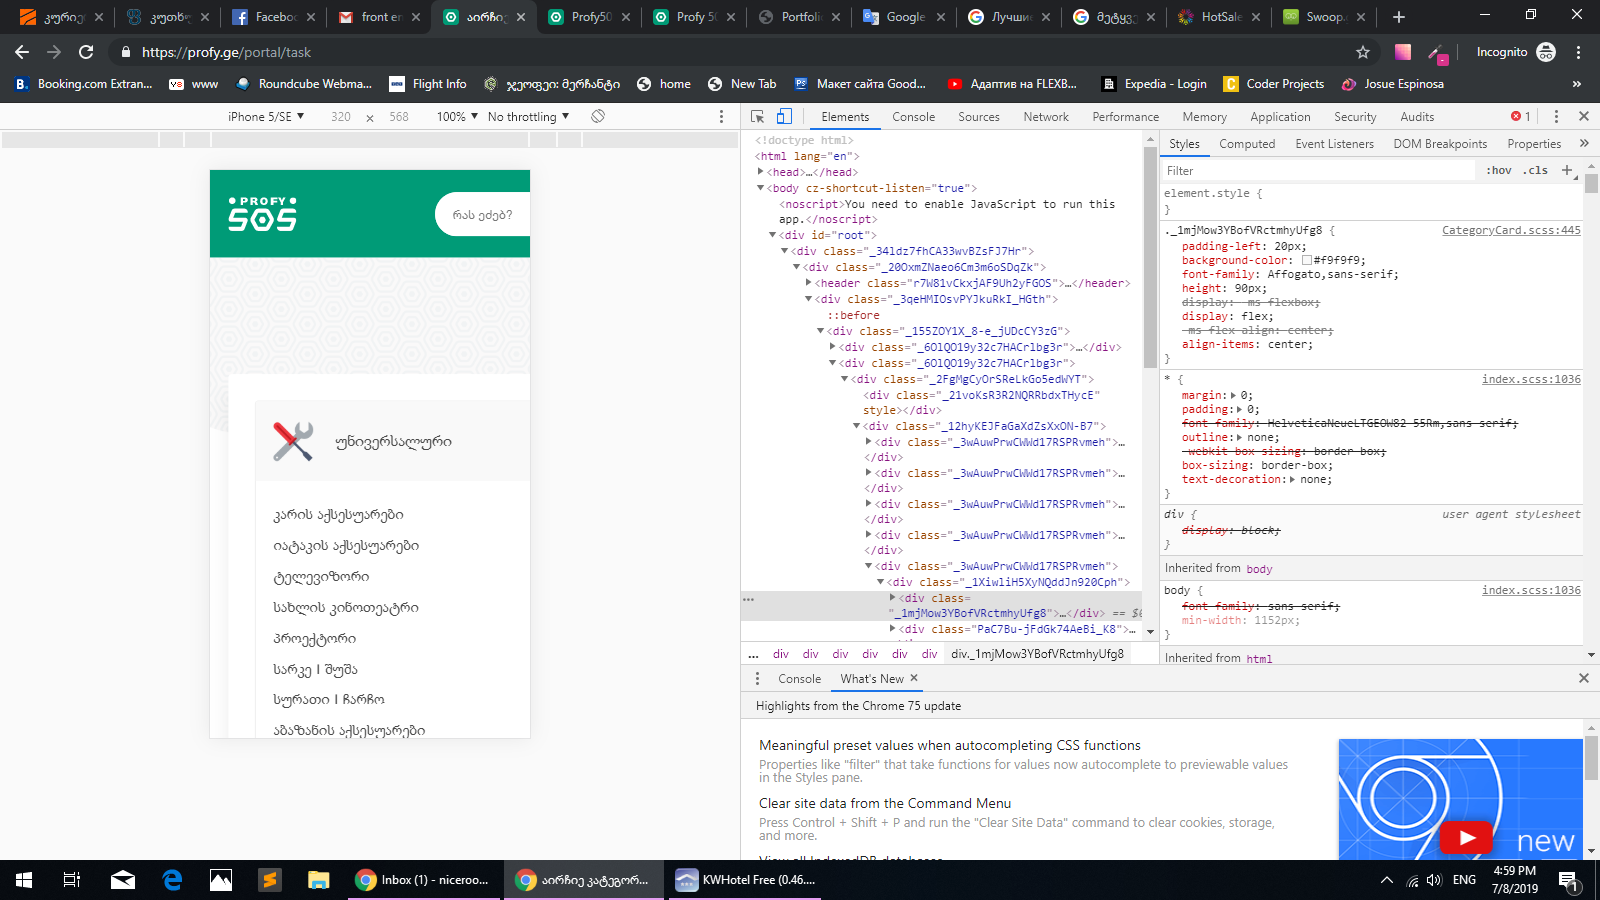 კურიე
კუთხუ
Faceboo
front en
აირჩიე
Profy50
Profy 50
Portfoli
Google
Лучшие
მეტყვე
HotSale
Swoop.g
https://profy.ge/portal/task
Incognito
Booking.com Extran...
www
Roundcube Webma...
Flight Info
ჯეოფეი: მერჩანტი
home
New Tab
Макет сайта Good...
Адаптив на FLEXB...
Expedia - Login
Coder Projects
Josue Espinosa
»
iPhone 5/SE ▼ 320 × 568 100% ▼ No throttling ▼
Elements Console Sources Network Performance Memory Application Security Audits 1
PROFY
SOS
რას ეძებ?
უნივერსალური
კარის აქსესუარები
იატაკის აქსესუარები
ტელევიზორი
სახლის კინოთეატრი
პროექტორი
სარკე I შუშა
სურათი I ჩარჩო
აბაზანის აქსესუარები
<!doctype html>
<html lang="en">
<head>…</head>
<body cz-shortcut-listen="true">
<noscript>You need to enable JavaScript to run this
app.</noscript>
<div id="root">
<div class="_34ldz7fhCA33wvBZsFJ7Hr">
<div class="_20OxmZNaeo6Cm3m6oSDqZk">
<header class="r7W81vCkxjAF9Uh2yFGOS">…</header>
<div class="_3qeHMIOsvPYJkuRkI_HGth">
::before
<div class="_155ZOY1X_8-e_jUDcCY3zG">
<div class="_6OlQO19y32c7HACrlbg3r">…</div>
<div class="_6OlQO19y32c7HACrlbg3r">
<div class="_2FgMgCyOrSReLkGo5edWYT">
<div class="_21voKsR3R2NQRRbdxTHycE"
style></div>
<div class="_12hyKEJFaGaXdZsXxON-B7">
<div class="_3wAuwPrwCWWd17RSPRvmeh">…
</div>
<div class="_3wAuwPrwCWWd17RSPRvmeh">…
</div>
<div class="_3wAuwPrwCWWd17RSPRvmeh">…
</div>
<div class="_3wAuwPrwCWWd17RSPRvmeh">…
</div>
<div class="_3wAuwPrwCWWd17RSPRvmeh">
<div class="_1XiwliH5XyNQddJn920Cph">
<div class=
"_1mjMow3YBofVRctmhyUfg8">…</div> == $0
<div class="PaC7Bu-jFdGk74AeBi_K8">…
... div div div div div div div._1mjMow3YBofVRctmhyUfg8
Styles Computed Event Listeners DOM Breakpoints Properties »
Filter :hov .cls +
element.style {
}
._1mjMow3YBofVRctmhyUfg8 { CategoryCard.scss:445
padding-left: 20px;
background-color: #f9f9f9;
font-family: Affogato,sans-serif;
height: 90px;
display: -ms-flexbox;
display: flex;
-ms-flex-align: center;
align-items: center;
}
* { index.scss:1036
margin: 0;
padding: 0;
font-family: HelveticaNeueLTGEOW82-55Rm,sans-serif;
outline: none;
-webkit-box-sizing: border-box;
box-sizing: border-box;
text-decoration: none;
}
div { user agent stylesheet
display: block;
}
Inherited from body
body { index.scss:1036
font-family: sans-serif;
min-width: 1152px;
}
Inherited from html
Console What's New ×
Highlights from the Chrome 75 update
Meaningful preset values when autocompleting CSS functions
Properties like "filter" that take functions for values now autocomplete to previewable values
in the Styles pane.
Clear site data from the Command Menu
Press Control + Shift + P and run the "Clear Site Data" command to clear cookies, storage,
and more.
View all IndexedDB databases
new
Inbox (1) - niceroo...
აირჩიე კატეგორ...
KWHotel Free (0.46....
ENG
4:59 PM
7/8/2019
1